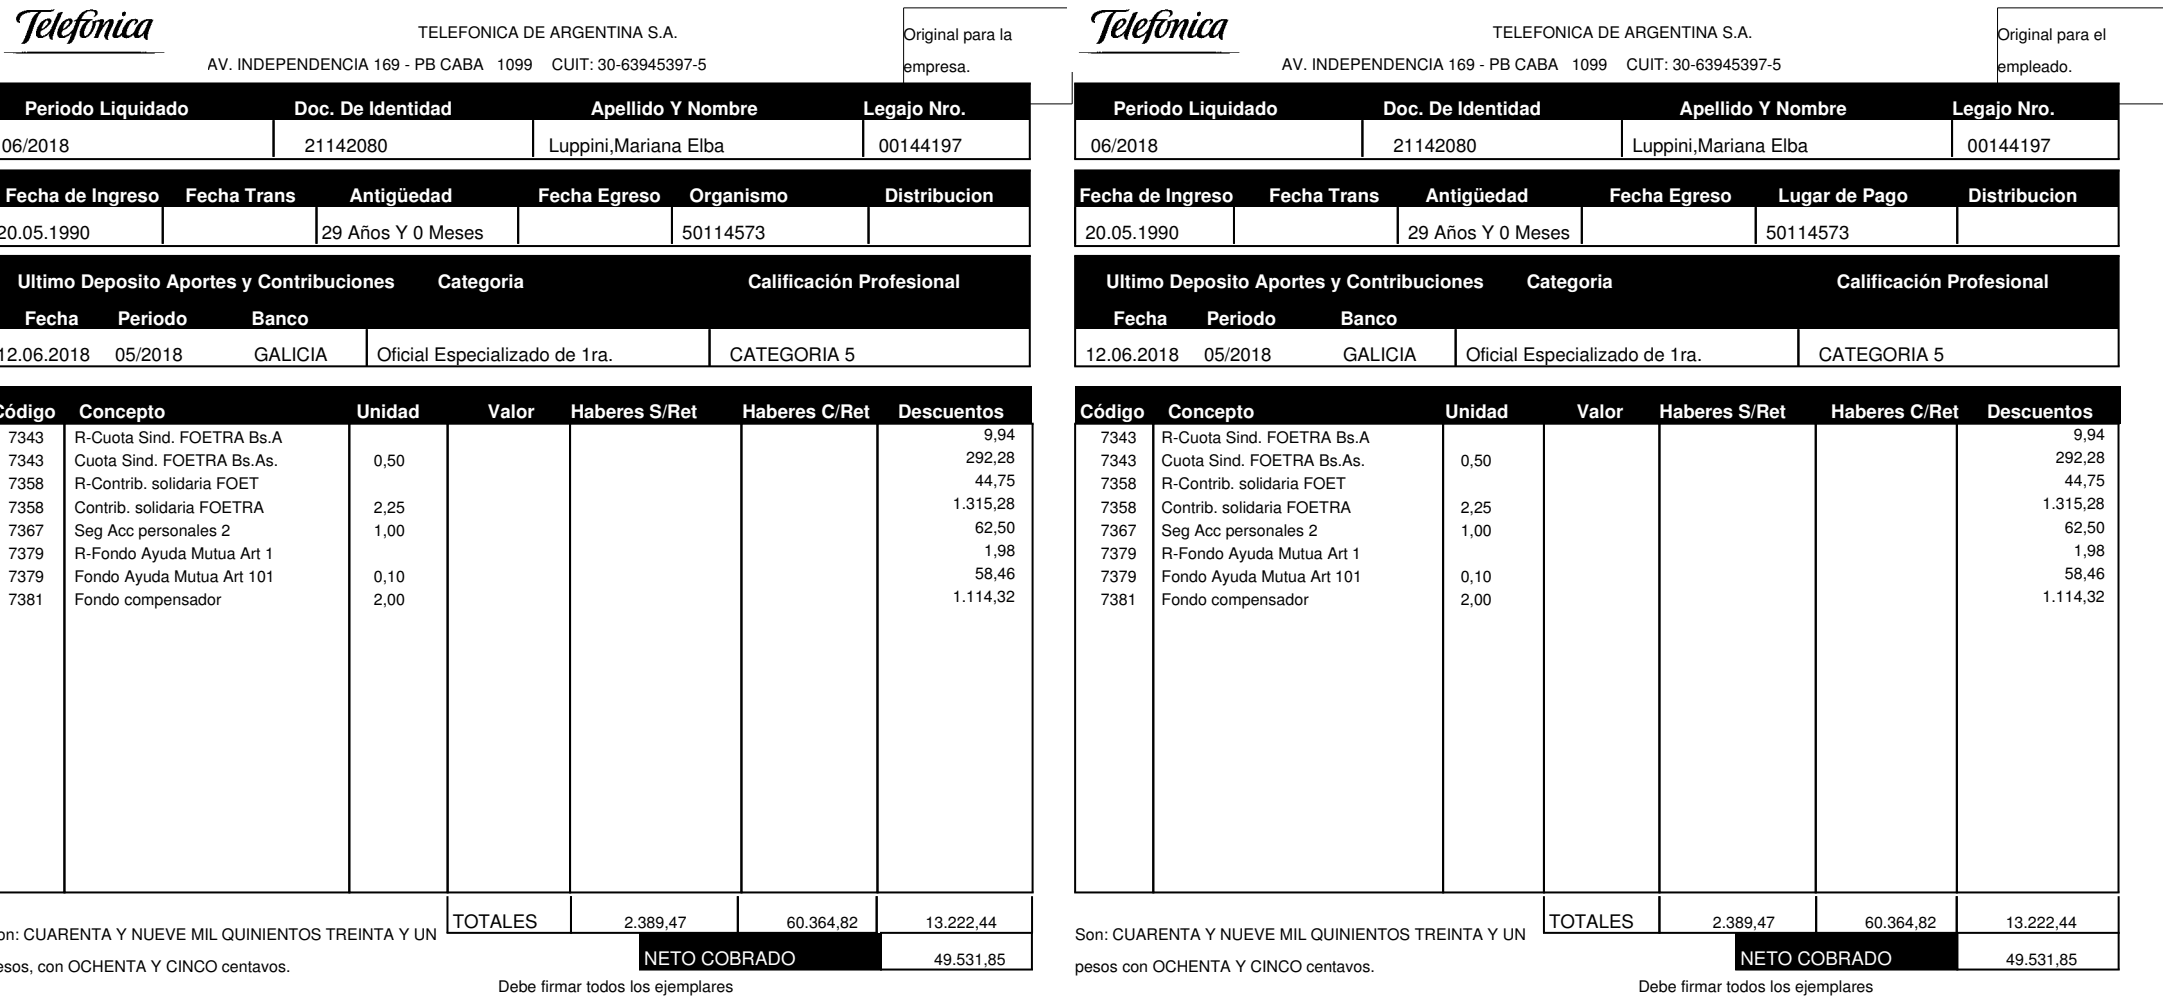 Telefonica
TELEFONICA DE ARGENTINA S.A.
AV. INDEPENDENCIA 169 - PB CABA 1099 CUIT: 30-63945397-5
Original para la
empresa.
Periodo Liquidado Doc. De Identidad Apellido Y Nombre Legajo Nro.
06/2018 21142080 Luppini,Mariana Elba 00144197
Fecha de Ingreso Fecha Trans Antigüedad Fecha Egreso Organismo Distribucion
20.05.1990 29 Años Y 0 Meses 50114573
Ultimo Deposito Aportes y Contribuciones Categoria Calificación Profesional
Fecha Periodo Banco
12.06.2018 05/2018 GALICIA Oficial Especializado de 1ra. CATEGORIA 5
Código Concepto Unidad Valor Haberes S/Ret Haberes C/Ret Descuentos
7343 R-Cuota Sind. FOETRA Bs.A 9,94
7343 Cuota Sind. FOETRA Bs.As. 0,50 292,28
7358 R-Contrib. solidaria FOET 44,75
7358 Contrib. solidaria FOETRA 2,25 1.315,28
7367 Seg Acc personales 2 1,00 62,50
7379 R-Fondo Ayuda Mutua Art 1 1,98
7379 Fondo Ayuda Mutua Art 101 0,10 58,46
7381 Fondo compensador 2,00 1.114,32
TOTALES 2.389,47 60.364,82 13.222,44
on: CUARENTA Y NUEVE MIL QUINIENTOS TREINTA Y UN
esos, con OCHENTA Y CINCO centavos.
NETO COBRADO 49.531,85
Debe firmar todos los ejemplares
Telefonica
TELEFONICA DE ARGENTINA S.A.
AV. INDEPENDENCIA 169 - PB CABA 1099 CUIT: 30-63945397-5
Original para el
empleado.
Periodo Liquidado Doc. De Identidad Apellido Y Nombre Legajo Nro.
06/2018 21142080 Luppini,Mariana Elba 00144197
Fecha de Ingreso Fecha Trans Antigüedad Fecha Egreso Lugar de Pago Distribucion
20.05.1990 29 Años Y 0 Meses 50114573
Ultimo Deposito Aportes y Contribuciones Categoria Calificación Profesional
Fecha Periodo Banco
12.06.2018 05/2018 GALICIA Oficial Especializado de 1ra. CATEGORIA 5
Código Concepto Unidad Valor Haberes S/Ret Haberes C/Ret Descuentos
7343 R-Cuota Sind. FOETRA Bs.A 9,94
7343 Cuota Sind. FOETRA Bs.As. 0,50 292,28
7358 R-Contrib. solidaria FOET 44,75
7358 Contrib. solidaria FOETRA 2,25 1.315,28
7367 Seg Acc personales 2 1,00 62,50
7379 R-Fondo Ayuda Mutua Art 1 1,98
7379 Fondo Ayuda Mutua Art 101 0,10 58,46
7381 Fondo compensador 2,00 1.114,32
TOTALES 2.389,47 60.364,82 13.222,44
Son: CUARENTA Y NUEVE MIL QUINIENTOS TREINTA Y UN
pesos con OCHENTA Y CINCO centavos.
NETO COBRADO 49.531,85
Debe firmar todos los ejemplares